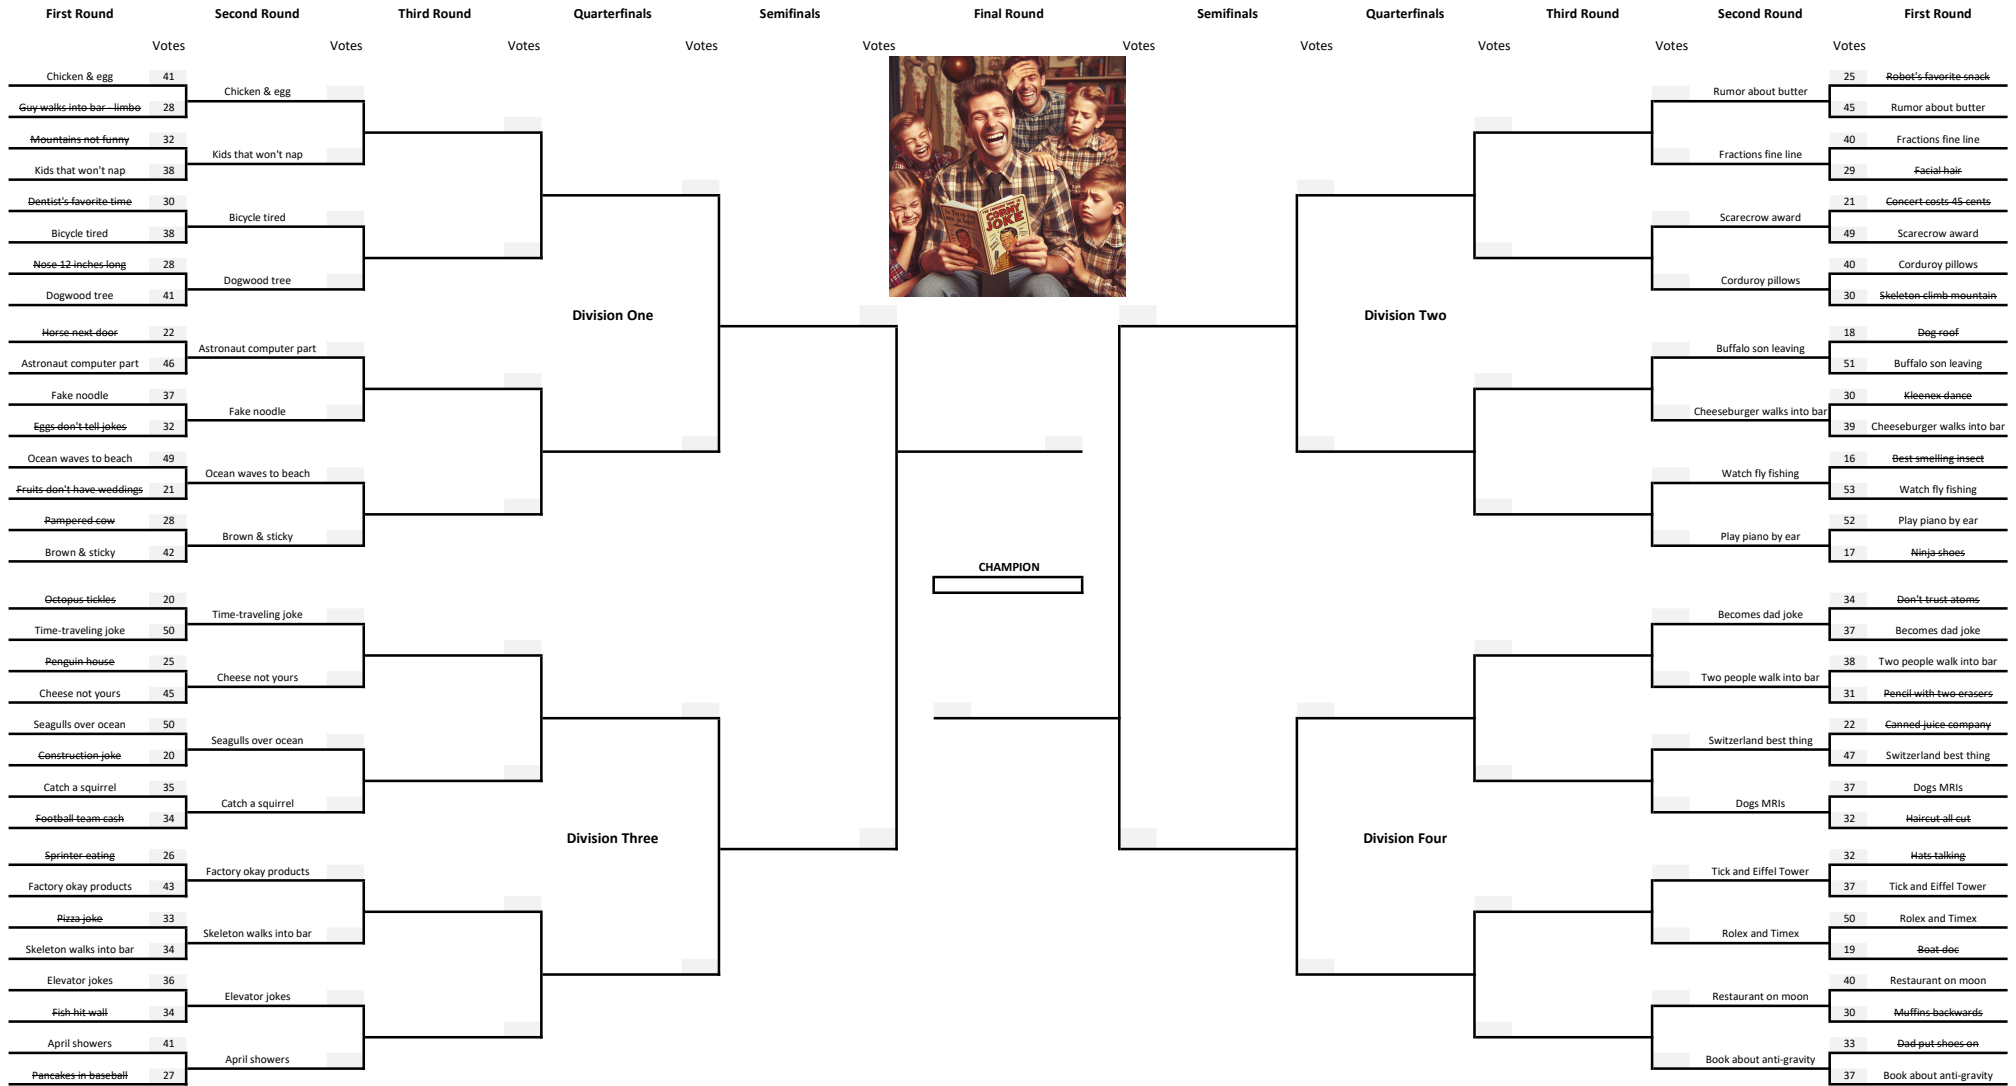 First Round Second Round Third Round Quarterfinals Semifinals Final Round Semifinals Quarterfinals Third Round Second Round First Round
Votes Votes Votes Votes Votes Votes Votes Votes Votes Votes
Chicken & egg 41
Chicken & egg
Guy walks into bar - limbo 28
Mountains not funny 32
Kids that won't nap
Kids that won't nap 38
Dentist's favorite time 30
Bicycle tired
Bicycle tired 38
Nose 12 inches long 28
Dogwood tree
Dogwood tree 41
Division One
Horse next door 22
Astronaut computer part
Astronaut computer part 46
Fake noodle 37
Fake noodle
Eggs don't tell jokes 32
Ocean waves to beach 49
Ocean waves to beach
Fruits don't have weddings 21
Pampered cow 28
Brown & sticky
Brown & sticky 42
Octopus tickles 20
Time-traveling joke
Time-traveling joke 50
Penguin house 25
Cheese not yours
Cheese not yours 45
Seagulls over ocean 50
Seagulls over ocean
Construction joke 20
Catch a squirrel 35
Catch a squirrel
Football team cash 34
Division Three
Sprinter eating 26
Factory okay products
Factory okay products 43
Pizza joke 33
Skeleton walks into bar
Skeleton walks into bar 34
Elevator jokes 36
Elevator jokes
Fish hit wall 34
April showers 41
April showers
Pancakes in baseball 27
CORNY
JOKE
CHAMPION
25 Robot's favorite snack
Rumor about butter
45 Rumor about butter
40 Fractions fine line
Fractions fine line
29 Facial hair
21 Concert costs 45 cents
Scarecrow award
49 Scarecrow award
40 Corduroy pillows
Corduroy pillows
30 Skeleton climb mountain
Division Two
18 Dog roof
Buffalo son leaving
51 Buffalo son leaving
30 Kleenex dance
Cheeseburger walks into bar
39 Cheeseburger walks into bar
16 Best smelling insect
Watch fly fishing
53 Watch fly fishing
52 Play piano by ear
Play piano by ear
17 Ninja shoes
34 Don't trust atoms
Becomes dad joke
37 Becomes dad joke
38 Two people walk into bar
Two people walk into bar
31 Pencil with two erasers
22 Canned juice company
Switzerland best thing
47 Switzerland best thing
37 Dogs MRIs
Dogs MRIs
32 Haircut all cut
Division Four
32 Hats talking
Tick and Eiffel Tower
37 Tick and Eiffel Tower
50 Rolex and Timex
Rolex and Timex
19 Boat doc
40 Restaurant on moon
Restaurant on moon
30 Muffins backwards
33 Dad put shoes on
Book about anti-gravity
37 Book about anti-gravity